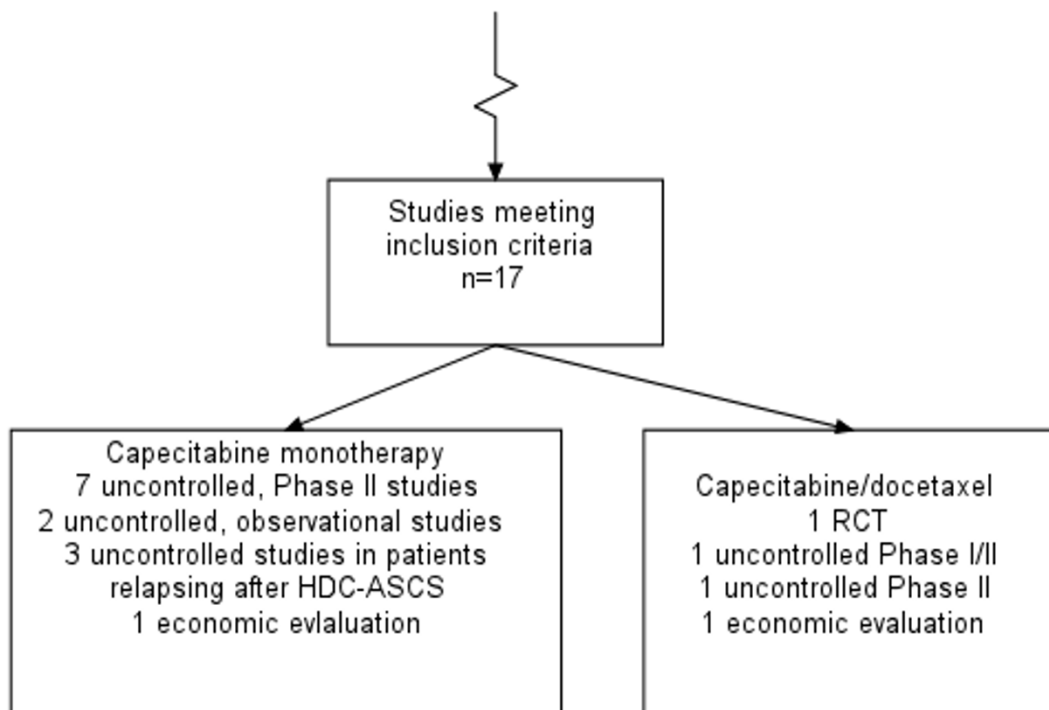 Studies meeting
inclusion criteria
n=17
Capecitabine monotherapy
7 uncontrolled, Phase II studies
2 uncontrolled, observational studies
3 uncontrolled studies in patients
relapsing after HDC-ASCS
1 economic evlaluation
Capecitabine/docetaxel
1 RCT
1 uncontrolled Phase I/II
1 uncontrolled Phase II
1 economic evaluation